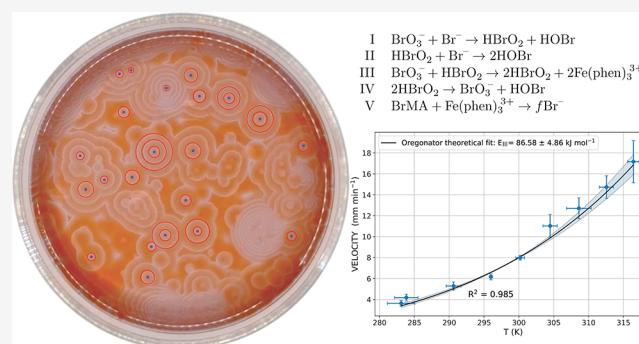 I BrO₃⁻ + Br⁻ → HBrO₂ + HOBr
II HBrO₂ + Br⁻ → 2HOBr
III BrO₃⁻ + HBrO₂ → 2HBrO₂ + 2Fe(phen)₃³⁺
IV 2HBrO₂ → BrO₃⁻ + HOBr
V BrMA + Fe(phen)₃³⁺ → fBr⁻
Oregonator theoretical fit: E_III = 86.58 ± 4.86 kJ mol⁻¹
18
16
14
12
10
8
6
4
VELOCITY (mm min⁻¹)
R² = 0.985
280 285 290 295 300 305 310 315
T (K)